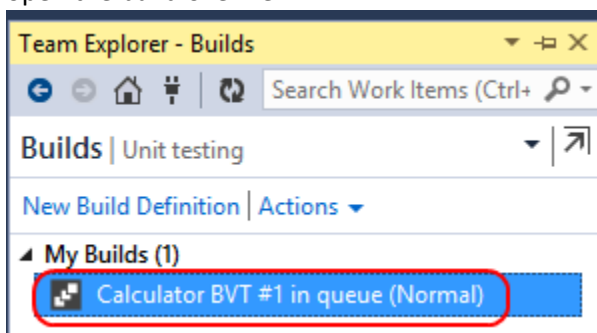 Team Explorer - Builds
Search Work Items (Ctrl+
Builds | Unit testing
New Build Definition | Actions
My Builds (1)
Calculator BVT #1 in queue (Normal)